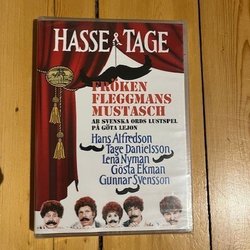 HASSE & TAGE
FRÖKEN
FLEGGMANS
MUSTASCH
AB SVENSKA ORDS LUSTSPEL
PÅ GÖTA LEJON
Hans Alfredson
Tage Danielsson
Lena Nyman
Gösta Ekman
Gunnar Svensson